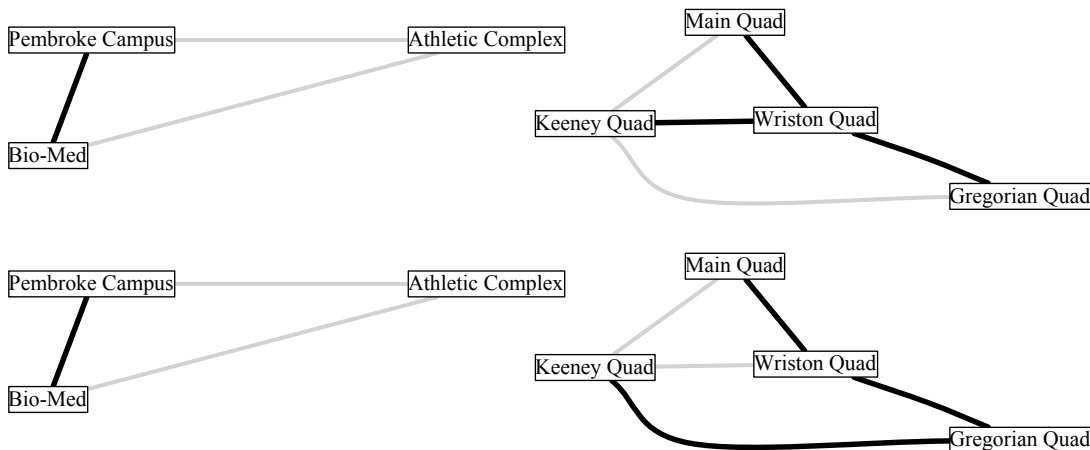 Main Quad
Pembroke Campus
Athletic Complex
Keeney Quad
Wriston Quad
Bio-Med
Gregorian Quad
Main Quad
Pembroke Campus
Athletic Complex
Keeney Quad
Wriston Quad
Bio-Med
Gregorian Quad